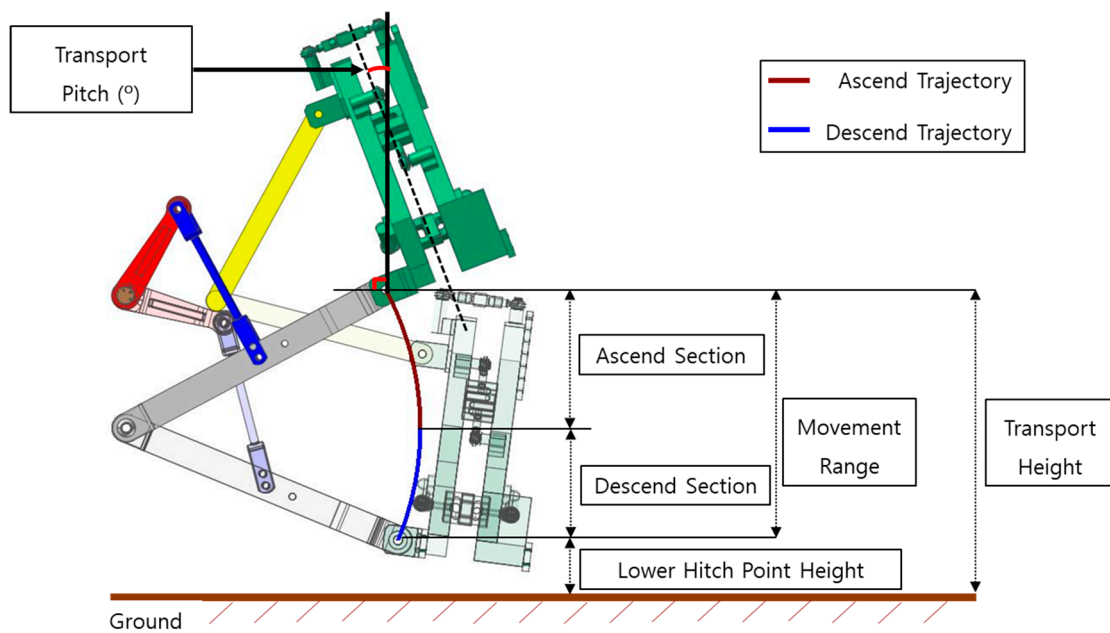 Transport
Pitch (º)
Ascend Trajectory
Descend Trajectory
Ascend Section
Movement
Range
Transport
Height
Descend Section
Lower Hitch Point Height
Ground